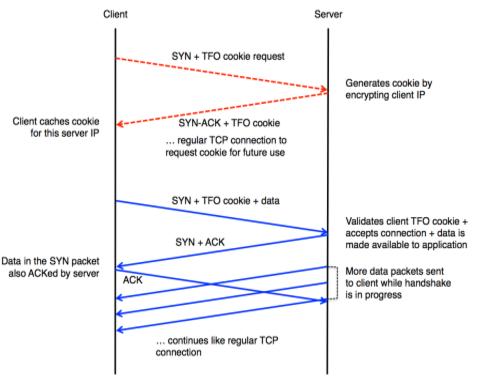 Client
Server
SYN + TFO cookie request
Generates cookie by
encrypting client IP
Client caches cookie
for this server IP
SYN-ACK + TFO cookie
... regular TCP connection to
request cookie for future use
SYN + TFO cookie + data
Validates client TFO cookie +
accepts connection + data is
made available to application
SYN + ACK
Data in the SYN packet
also ACKed by server
ACK
More data packets sent
to client while handshake
is in progress
... continues like regular TCP
connection